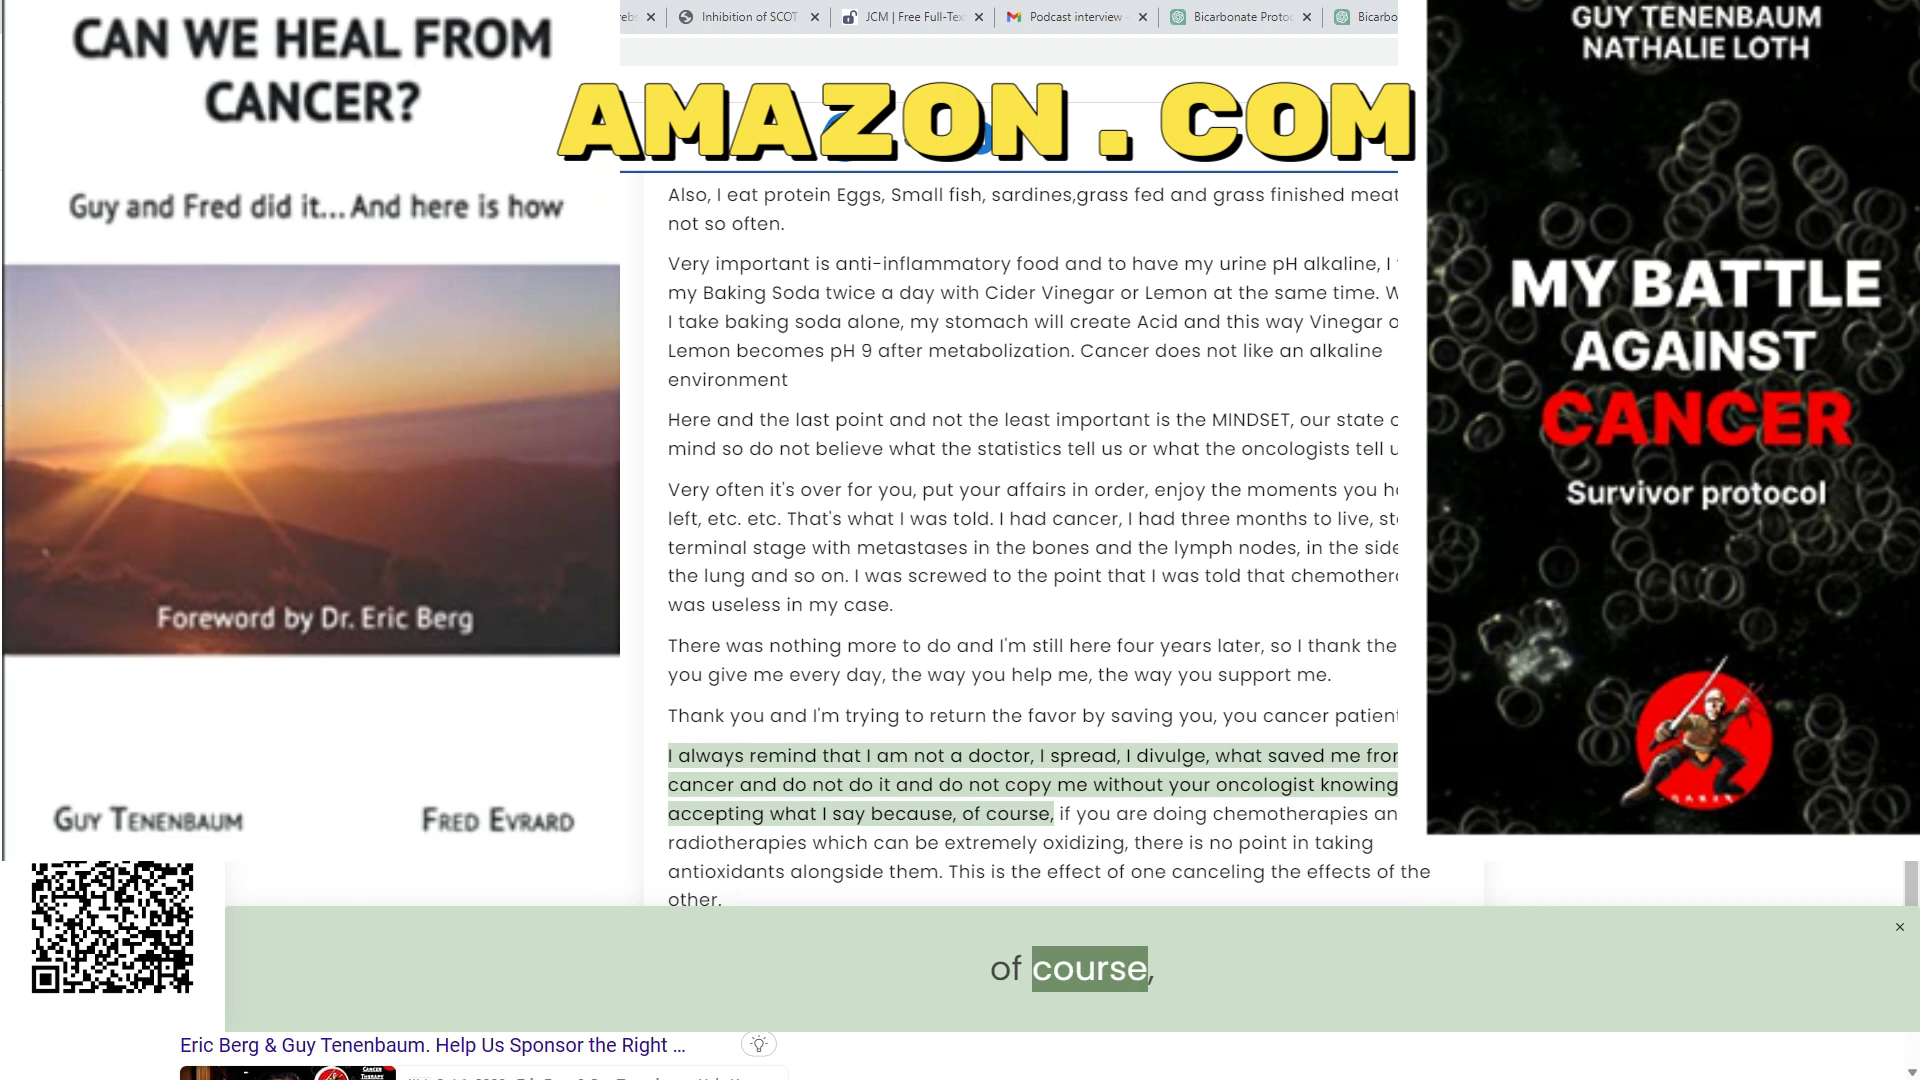 CAN WE HEAL FROM
CANCER?
Guy and Fred did it... And here is how
Foreword by Dr. Eric Berg
GUY TENENBAUM
FRED EVRARD
Inhibition of SCOT
JCM | Free Full-Tex
Podcast interview
Bicarbonate Proto
Bicarbo
AMAZON . COM
Also, I eat protein Eggs, Small fish, sardines,grass fed and grass finished meat
not so often.
Very important is anti-inflammatory food and to have my urine pH alkaline, I
my Baking Soda twice a day with Cider Vinegar or Lemon at the same time. W
I take baking soda alone, my stomach will create Acid and this way Vinegar o
Lemon becomes pH 9 after metabolization. Cancer does not like an alkaline
environment
Here and the last point and not the least important is the MINDSET, our state o
mind so do not believe what the statistics tell us or what the oncologists tell u
Very often it's over for you, put your affairs in order, enjoy the moments you ha
left, etc. etc. That's what I was told. I had cancer, I had three months to live, st
terminal stage with metastases in the bones and the lymph nodes, in the side
the lung and so on. I was screwed to the point that I was told that chemothera
was useless in my case.
There was nothing more to do and I'm still here four years later, so I thank the
you give me every day, the way you help me, the way you support me.
Thank you and I'm trying to return the favor by saving you, you cancer patient
I always remind that I am not a doctor, I spread, I divulge, what saved me from
cancer and do not do it and do not copy me without your oncologist knowing
accepting what I say because, of course, if you are doing chemotherapies an
radiotherapies which can be extremely oxidizing, there is no point in taking
antioxidants alongside them. This is the effect of one canceling the effects of the
other.
GUY TENENBAUM
NATHALIE LOTH
MY BATTLE
AGAINST
CANCER
Survivor protocol
of course,
Eric Berg & Guy Tenenbaum. Help Us Sponsor the Right ...